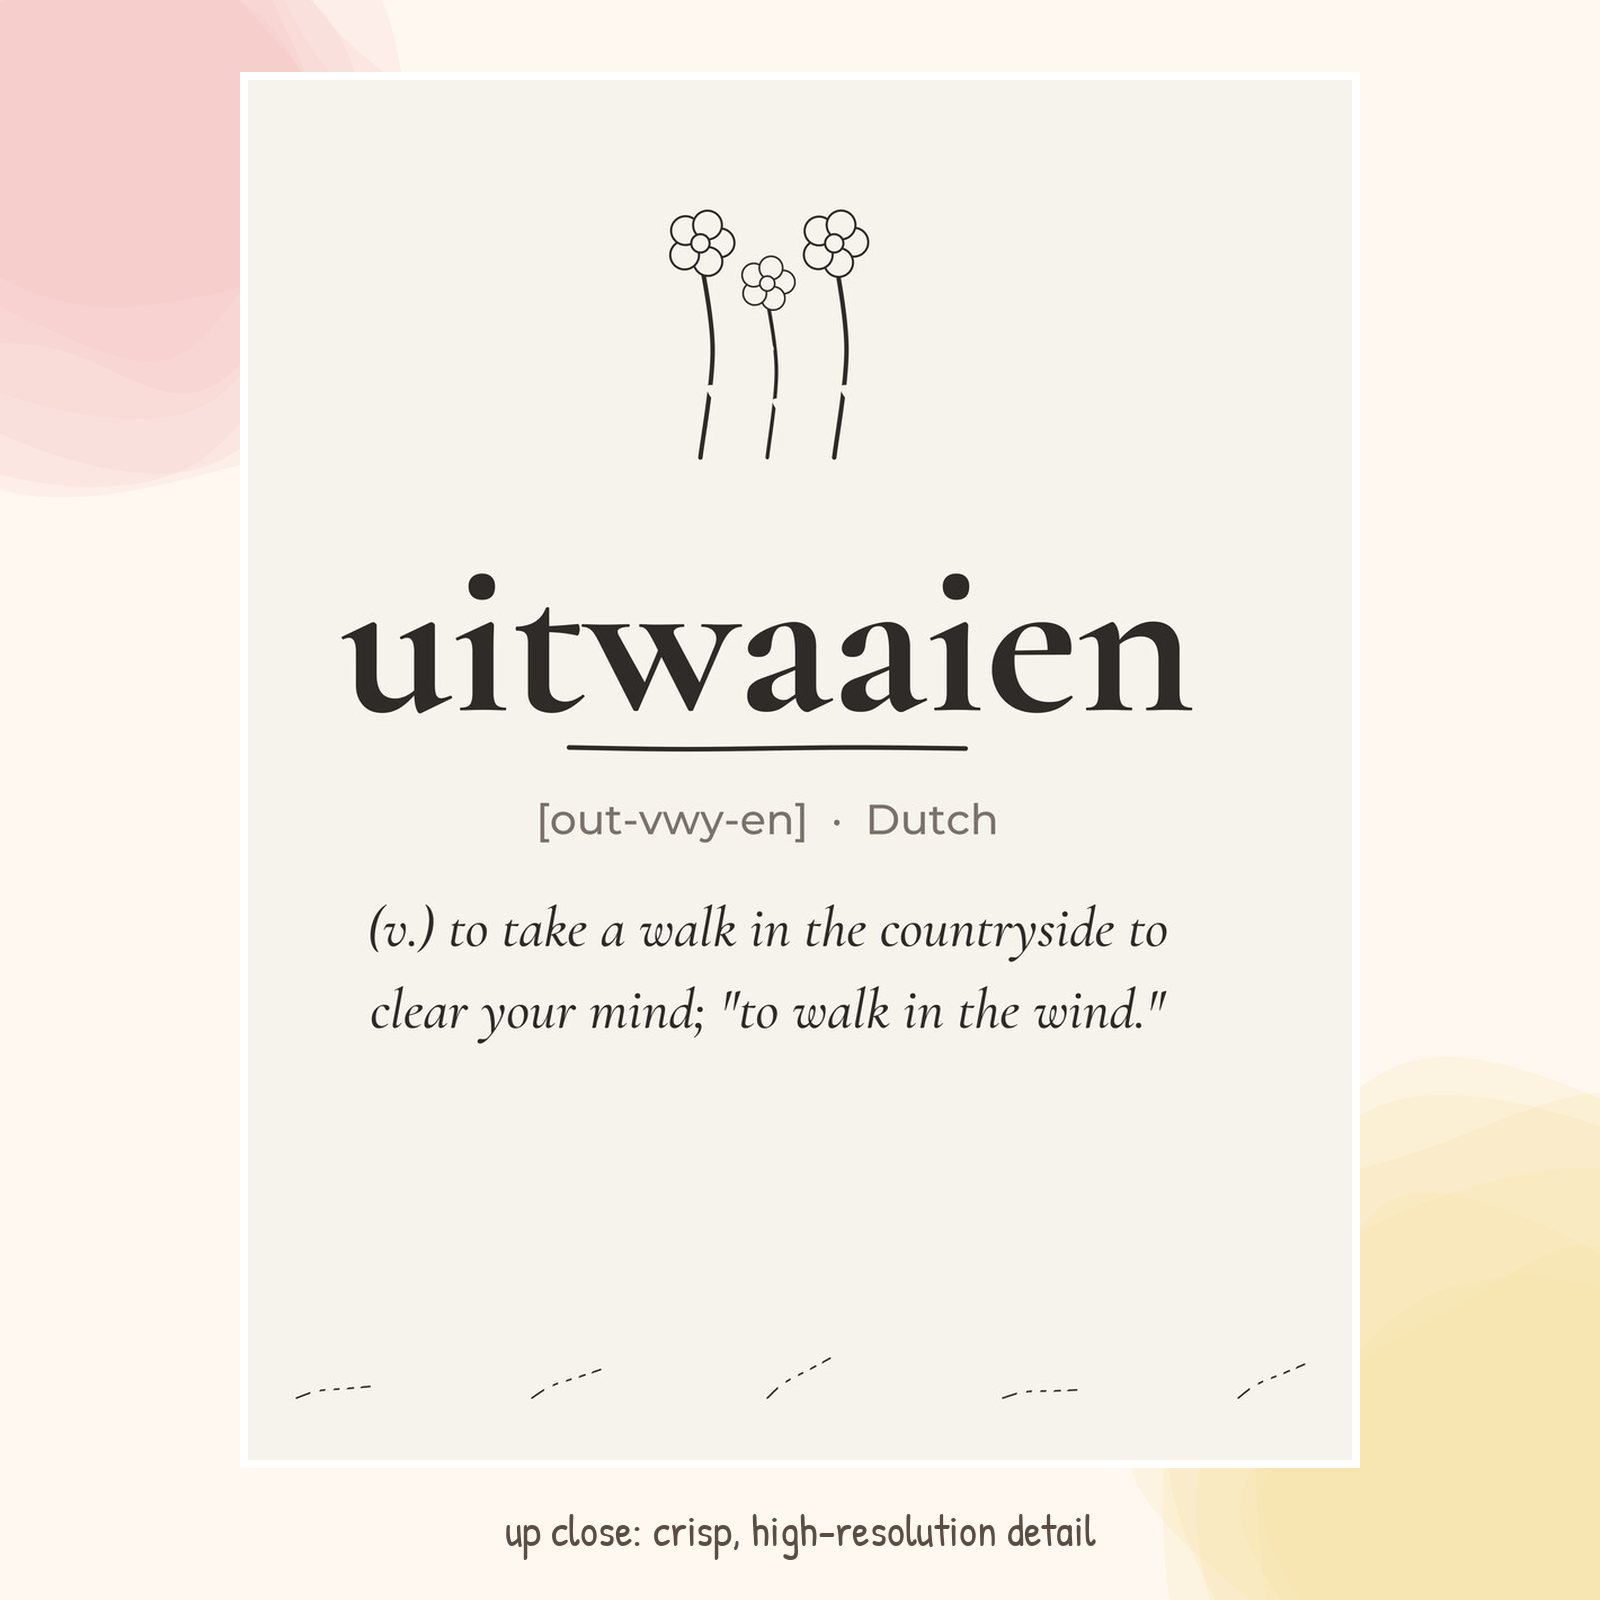 uitwaaien
[out-vwy-en] · Dutch
(v.) to take a walk in the countryside to
clear your mind; "to walk in the wind."
up close: crisp, high-resolution detail